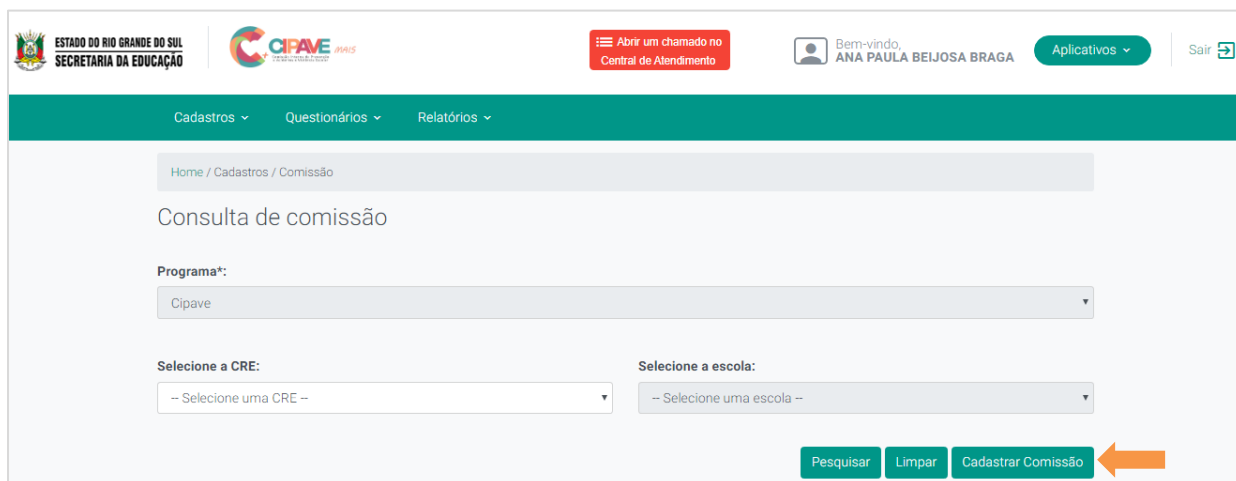 ESTADO DO RIO GRANDE DO SUL
SECRETARIA DA EDUCAÇÃO
CIPAVE MAIS
Abrir um chamado no
Central de Atendimento
Bem-vindo,
ANA PAULA BEIJOSA BRAGA
Aplicativos
Sair
Cadastros
Questionários
Relatórios
Home / Cadastros / Comissão
Consulta de comissão
Programa*:
Cipave
Selecione a CRE:
Selecione a escola:
-- Selecione uma CRE --
-- Selecione uma escola --
Pesquisar
Limpar
Cadastrar Comissão